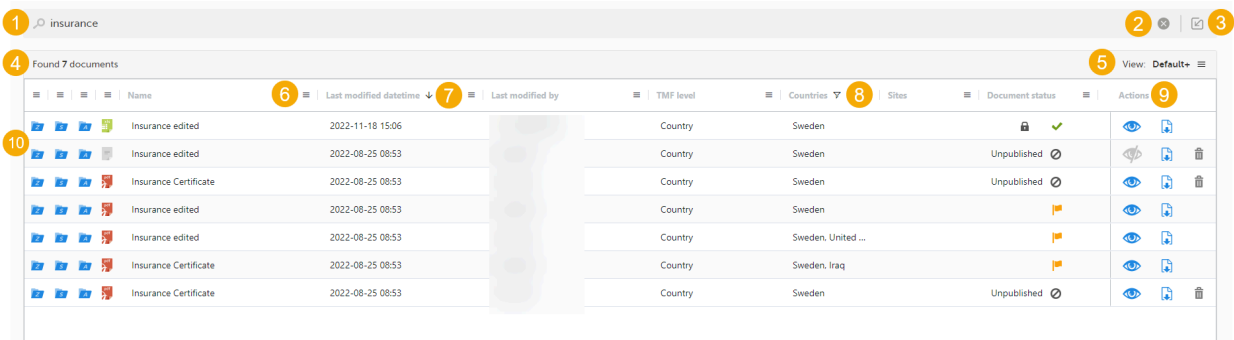 1 insurance 2 3
4 Found 7 documents 5 View: Default+
Name 6 Last modified datetime 7 Last modified by TMF level Countries 8 Sites Document status Actions 9
10
Z S A Insurance edited 2022-11-18 15:06 Country Sweden
Z S A Insurance edited 2022-08-25 08:53 Country Sweden Unpublished
Z S A Insurance Certificate 2022-08-25 08:53 Country Sweden Unpublished
Z S A Insurance edited 2022-08-25 08:53 Country Sweden
Z S A Insurance edited 2022-08-25 08:53 Country Sweden, United ...
Z S A Insurance Certificate 2022-08-25 08:53 Country Sweden, Iraq
Z S A Insurance Certificate 2022-08-25 08:53 Country Sweden Unpublished